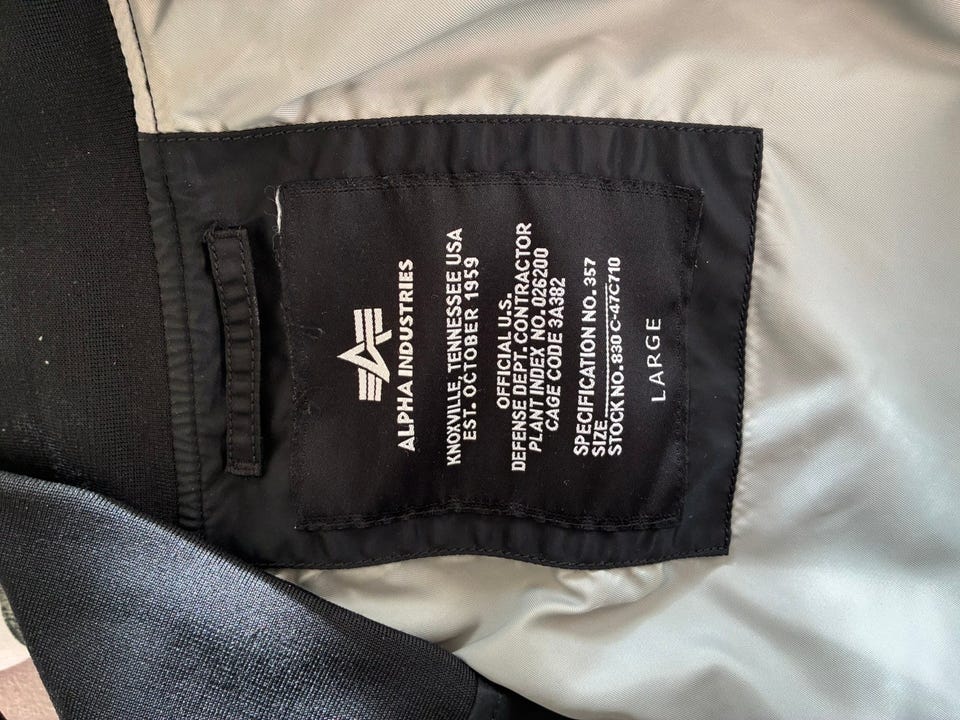 ALPHA INDUSTRIES
KNOXVILLE, TENNESSEE USA
EST. OCTOBER 1959
OFFICIAL U.S.
DEFENSE DEPT. CONTRACTOR
PLANT INDEX NO. 026200
CAGE CODE 3A382
SPECIFICATION NO. 357
SIZE
STOCK NO. 830 C-47C710
LARGE